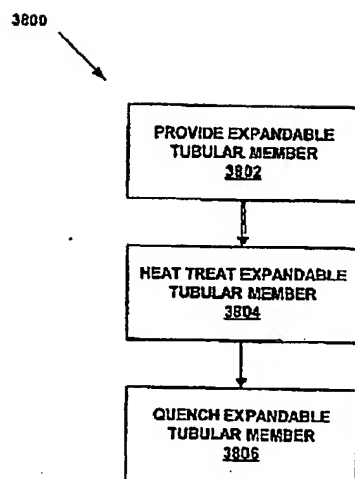 3800
PROVIDE EXPANDABLE
TUBULAR MEMBER
3802
HEAT TREAT EXPANDABLE
TUBULAR MEMBER
3804
QUENCH EXPANDABLE
TUBULAR MEMBER
3806